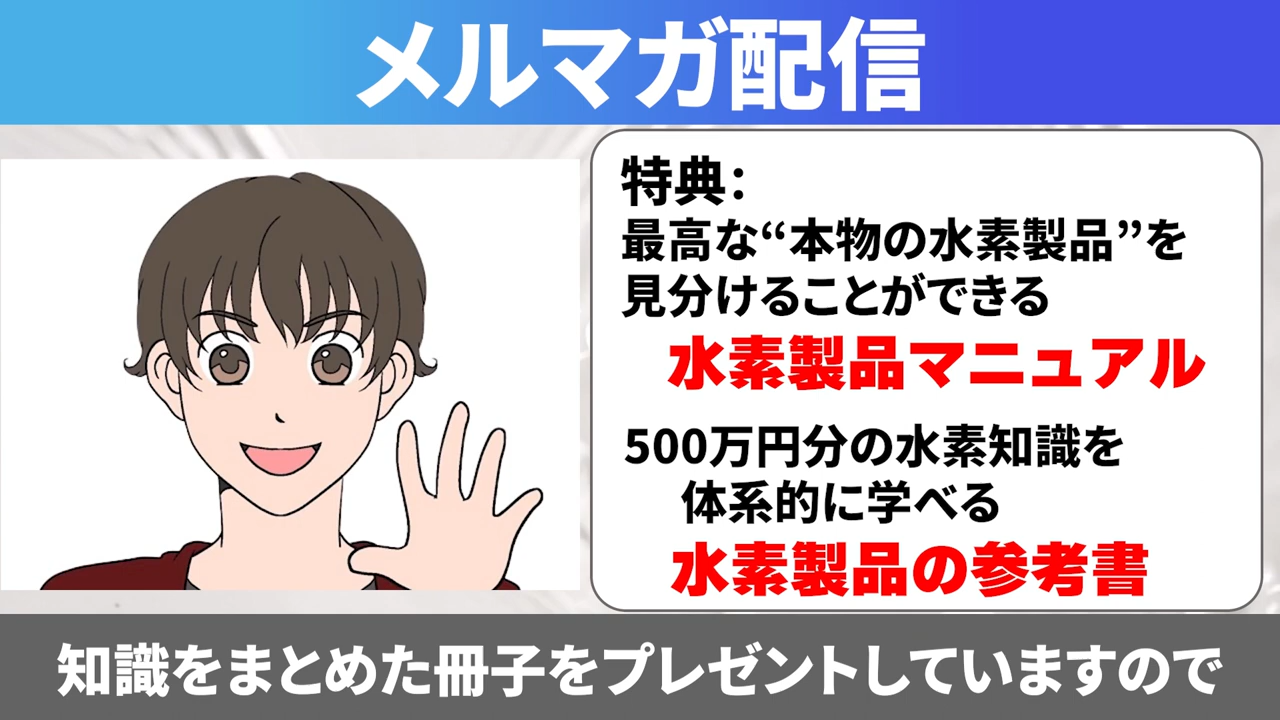 メルマガ配信
特典：
最高な“本物の水素製品”を
見分けることができる
水素製品マニュアル
500万円分の水素知識を
体系的に学べる
水素製品の参考書
知識をまとめた冊子をプレゼントしていますので